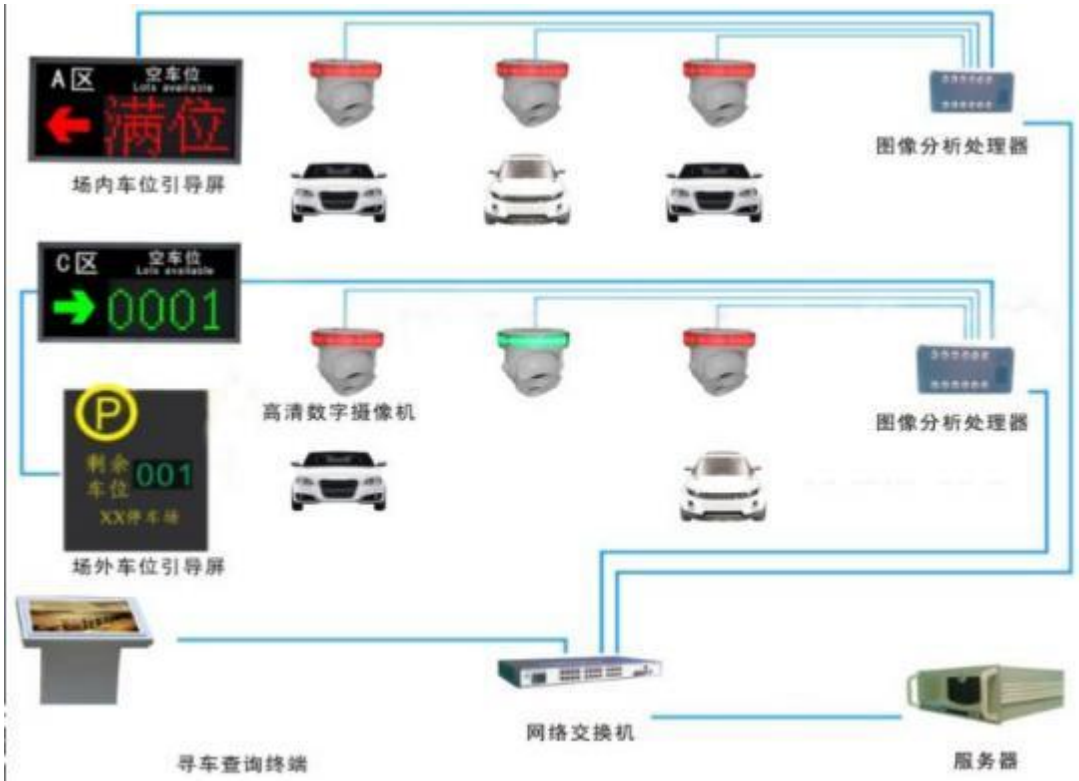 A区
空车位
Lots available
满位
图像分析处理器
场内车位引导屏
C区
空车位
Lots available
0001
高清数字摄像机
图像分析处理器
P
剩余
车位
001
XX停车场
场外车位引导屏
网络交换机
寻车查询终端
服务器